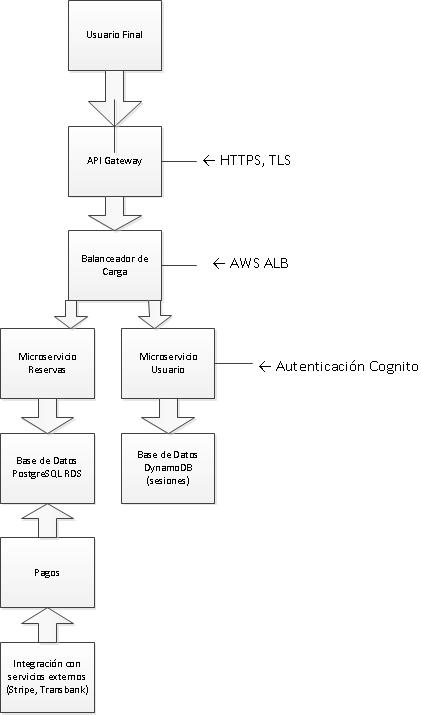 Usuario Final
API Gateway
← HTTPS, TLS
Balanceador de
Carga
← AWS ALB
Microservicio
Reservas
Microservicio
Usuario
← Autenticación Cognito
Base de Datos
PostgreSQL RDS
Base de Datos
DynamoDB
(sesiones)
Pagos
Integración con
servicios externos
(Stripe, Transbank)